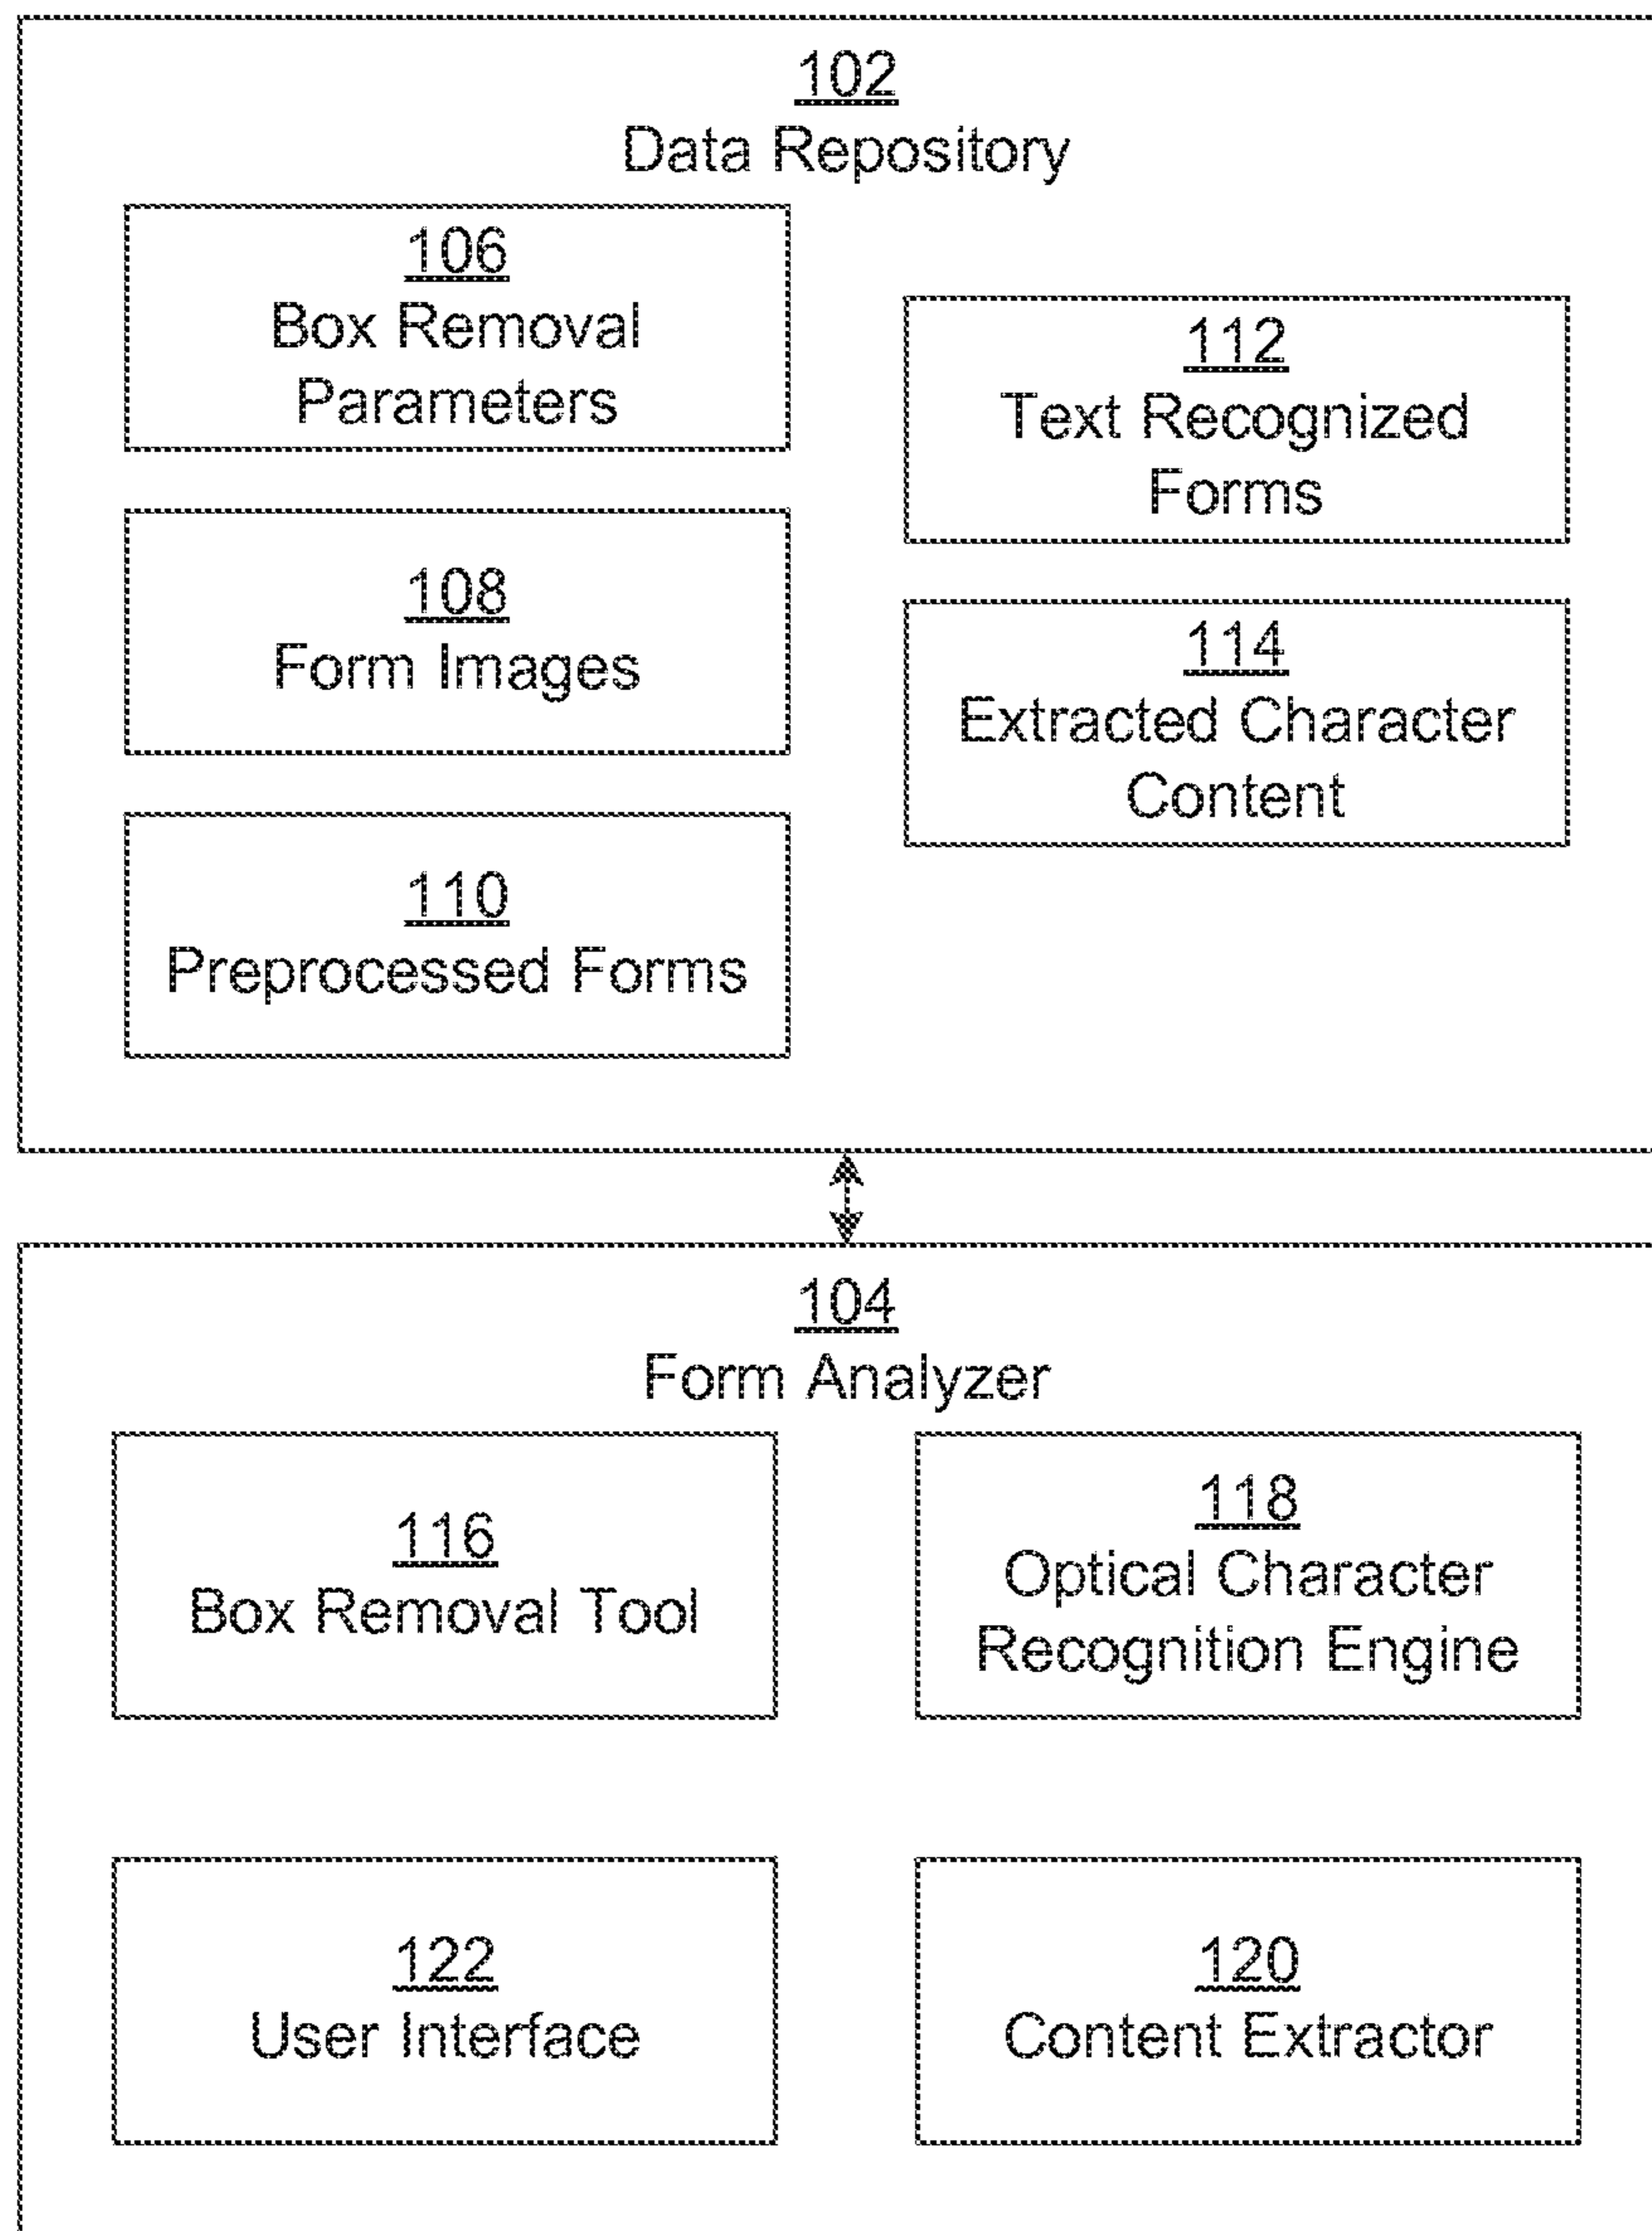 102
Data Repository
106
Box Removal
Parameters
108
Form Images
110
Preprocessed Forms
112
Text Recognized
Forms
114
Extracted Character
Content
104
Form Analyzer
116
Box Removal Tool
118
Optical Character
Recognition Engine
122
User Interface
120
Content Extractor